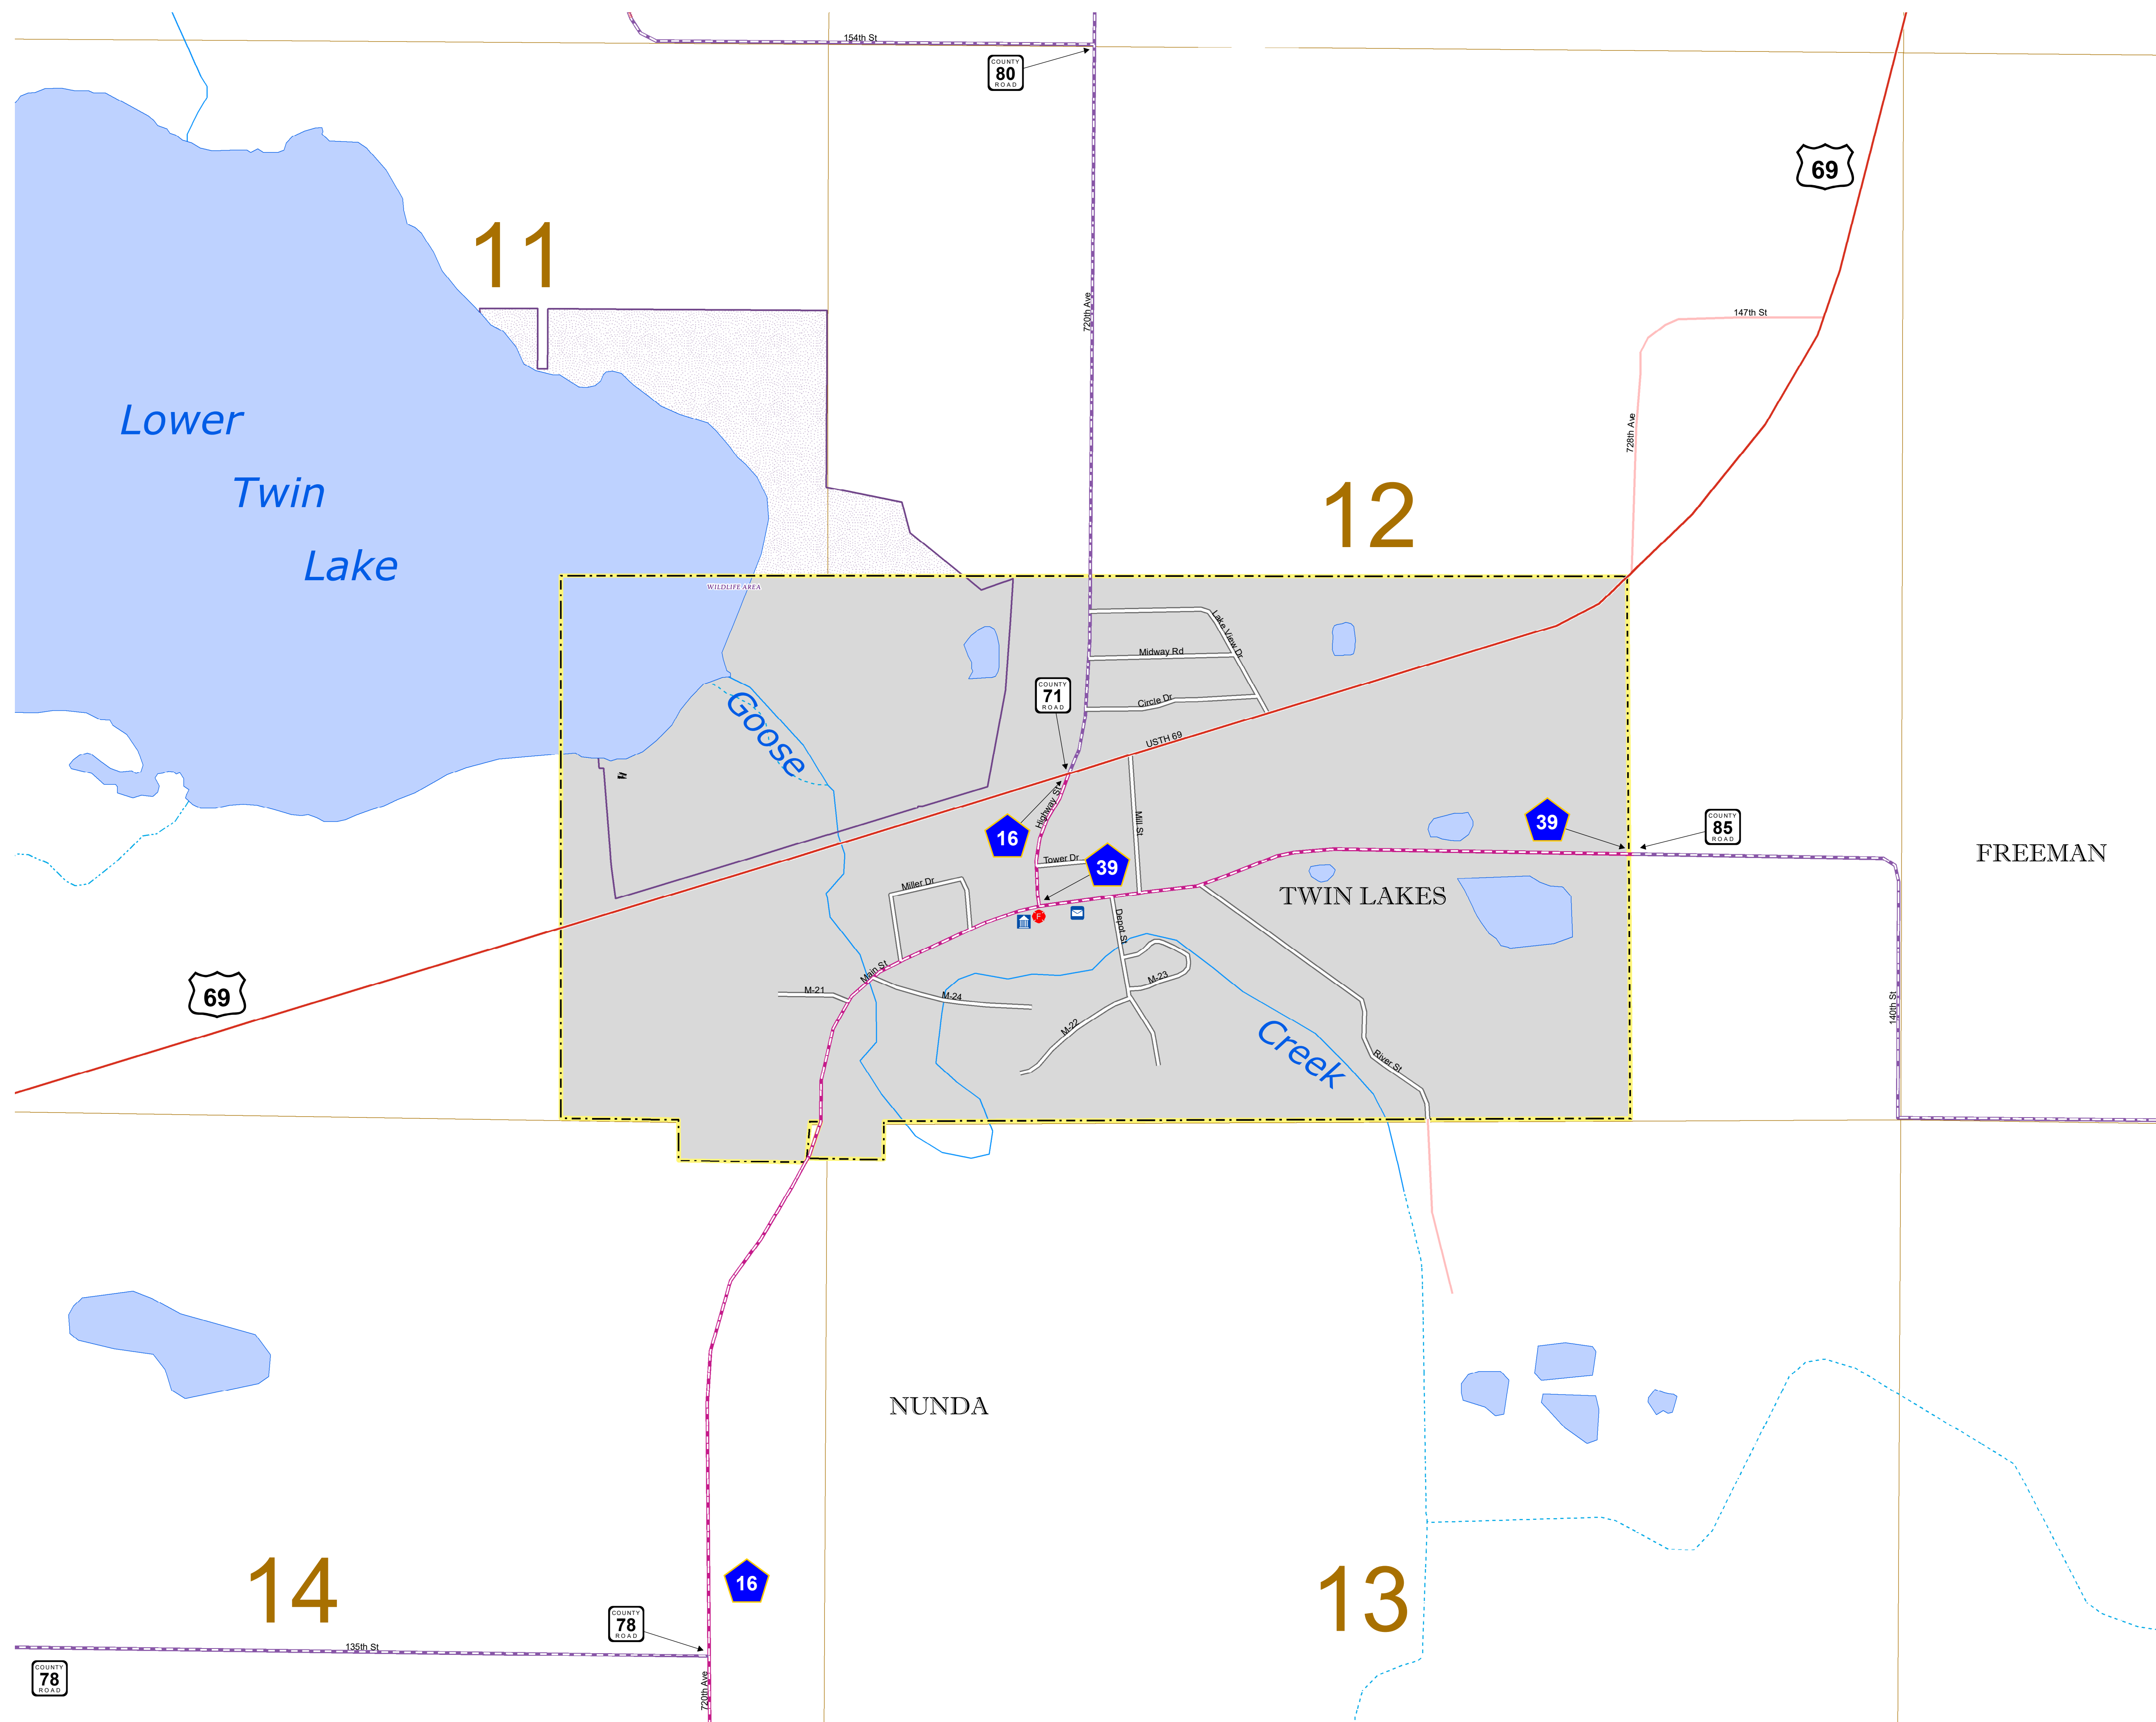 154th St
COUNTY
80
ROAD
69
11
720th Ave
147th St
Lower
728th Ave
Twin
12
Lake
WILDLIFE AREA
Lake View Dr
Midway Rd
COUNTY
71
ROAD
Circle Dr
Goose
USTH 69
Highway St
16
Mill St
39
COUNTY
85
ROAD
Tower Dr
39
FREEMAN
Miller Dr
TWIN LAKES
F
Depot St
Main St
M-23
M-21
M-24
69
M-22
Creek
140th St
River St
NUNDA
14
16
13
COUNTY
78
ROAD
135th St
COUNTY
78
ROAD
720th Ave